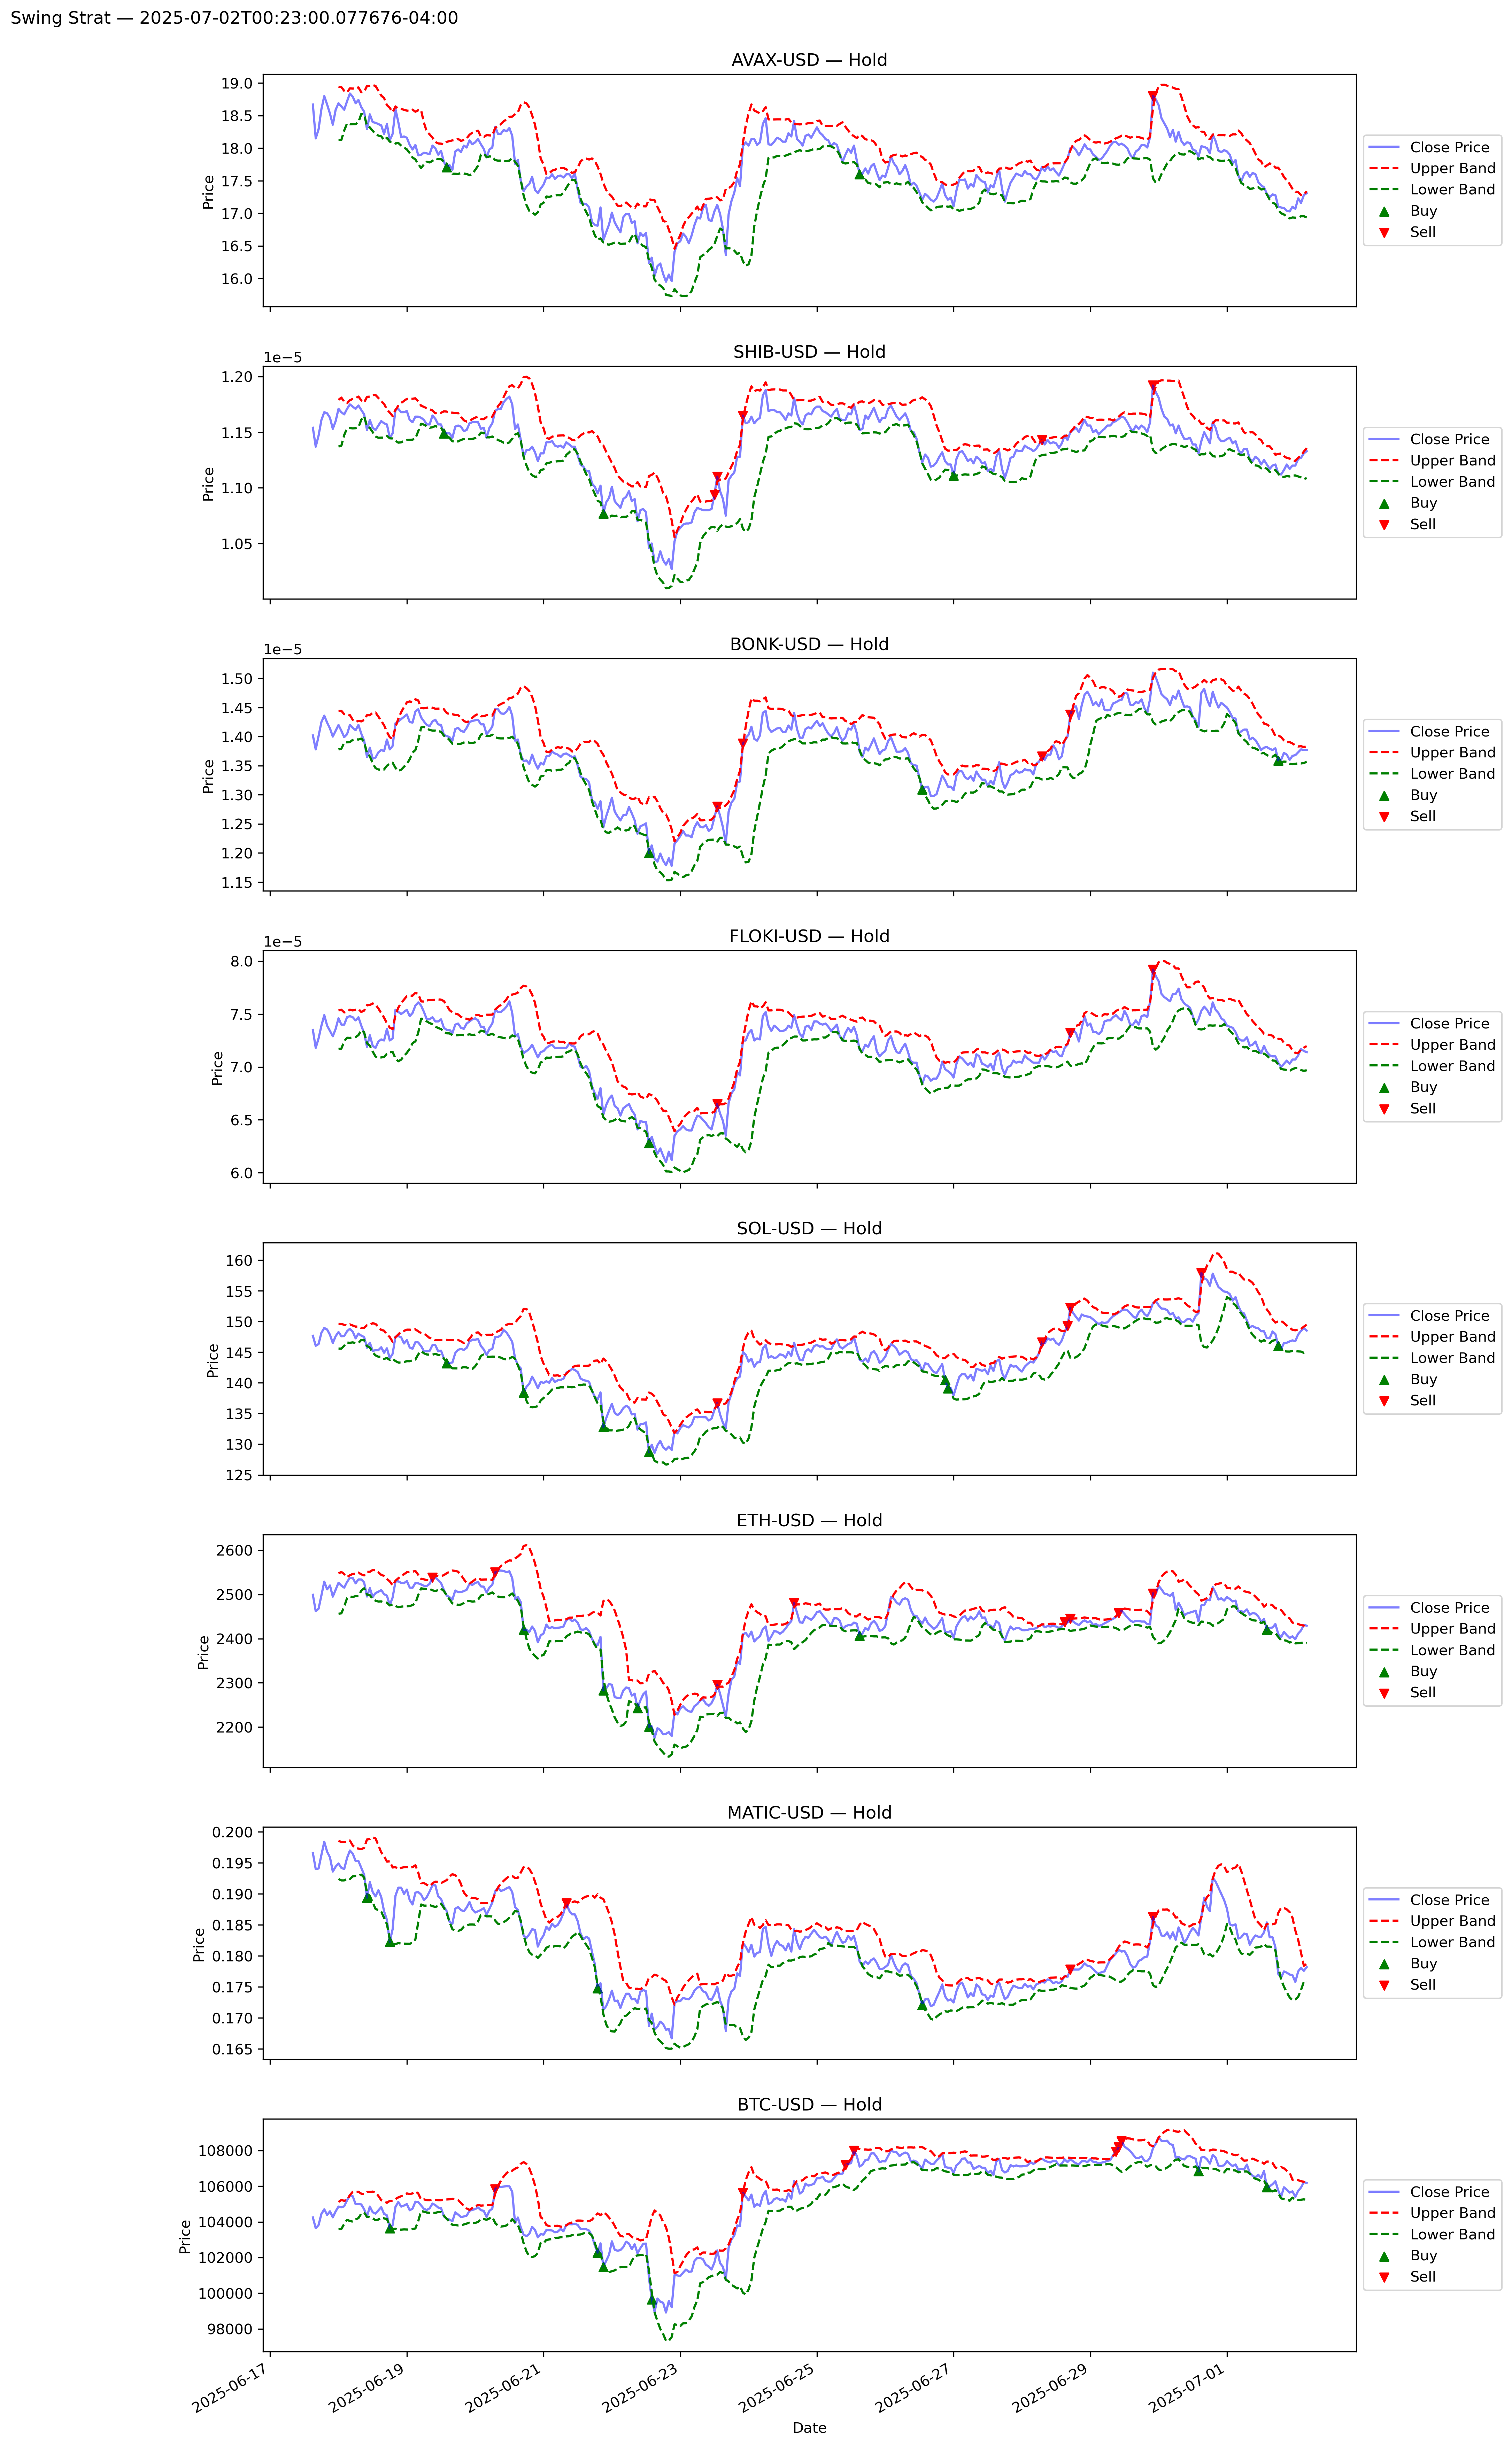 Swing Strat — 2025-07-02T00:23:00.077676-04:00
AVAX-USD — Hold
19.0
18.5
18.0
17.5
17.0
16.5
16.0
Price
Close Price
Upper Band
Lower Band
Buy
Sell
SHIB-USD — Hold
1e−5
1.20
1.15
1.10
1.05
Price
Close Price
Upper Band
Lower Band
Buy
Sell
BONK-USD — Hold
1e−5
1.50
1.45
1.40
1.35
1.30
1.25
1.20
1.15
Price
Close Price
Upper Band
Lower Band
Buy
Sell
FLOKI-USD — Hold
1e−5
8.0
7.5
7.0
6.5
6.0
Price
Close Price
Upper Band
Lower Band
Buy
Sell
SOL-USD — Hold
160
155
150
145
140
135
130
125
Price
Close Price
Upper Band
Lower Band
Buy
Sell
ETH-USD — Hold
2600
2500
2400
2300
2200
Price
Close Price
Upper Band
Lower Band
Buy
Sell
MATIC-USD — Hold
0.200
0.195
0.190
0.185
0.180
0.175
0.170
0.165
Price
Close Price
Upper Band
Lower Band
Buy
Sell
BTC-USD — Hold
108000
106000
104000
102000
100000
98000
Price
Close Price
Upper Band
Lower Band
Buy
Sell
2025-06-17
2025-06-19
2025-06-21
2025-06-23
2025-06-25
2025-06-27
2025-06-29
2025-07-01
Date